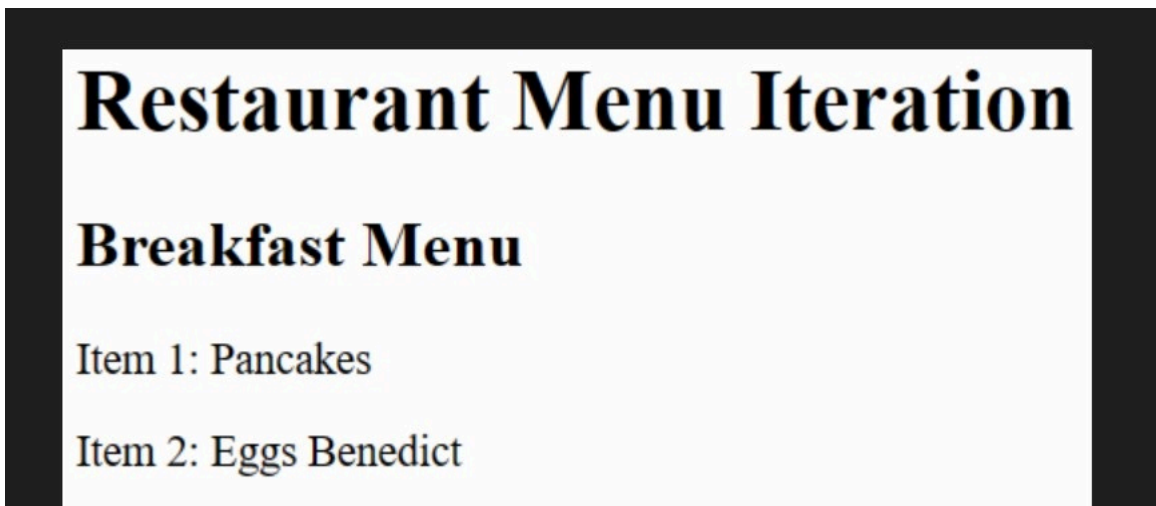 Restaurant Menu Iteration
Breakfast Menu
Item 1: Pancakes
Item 2: Eggs Benedict